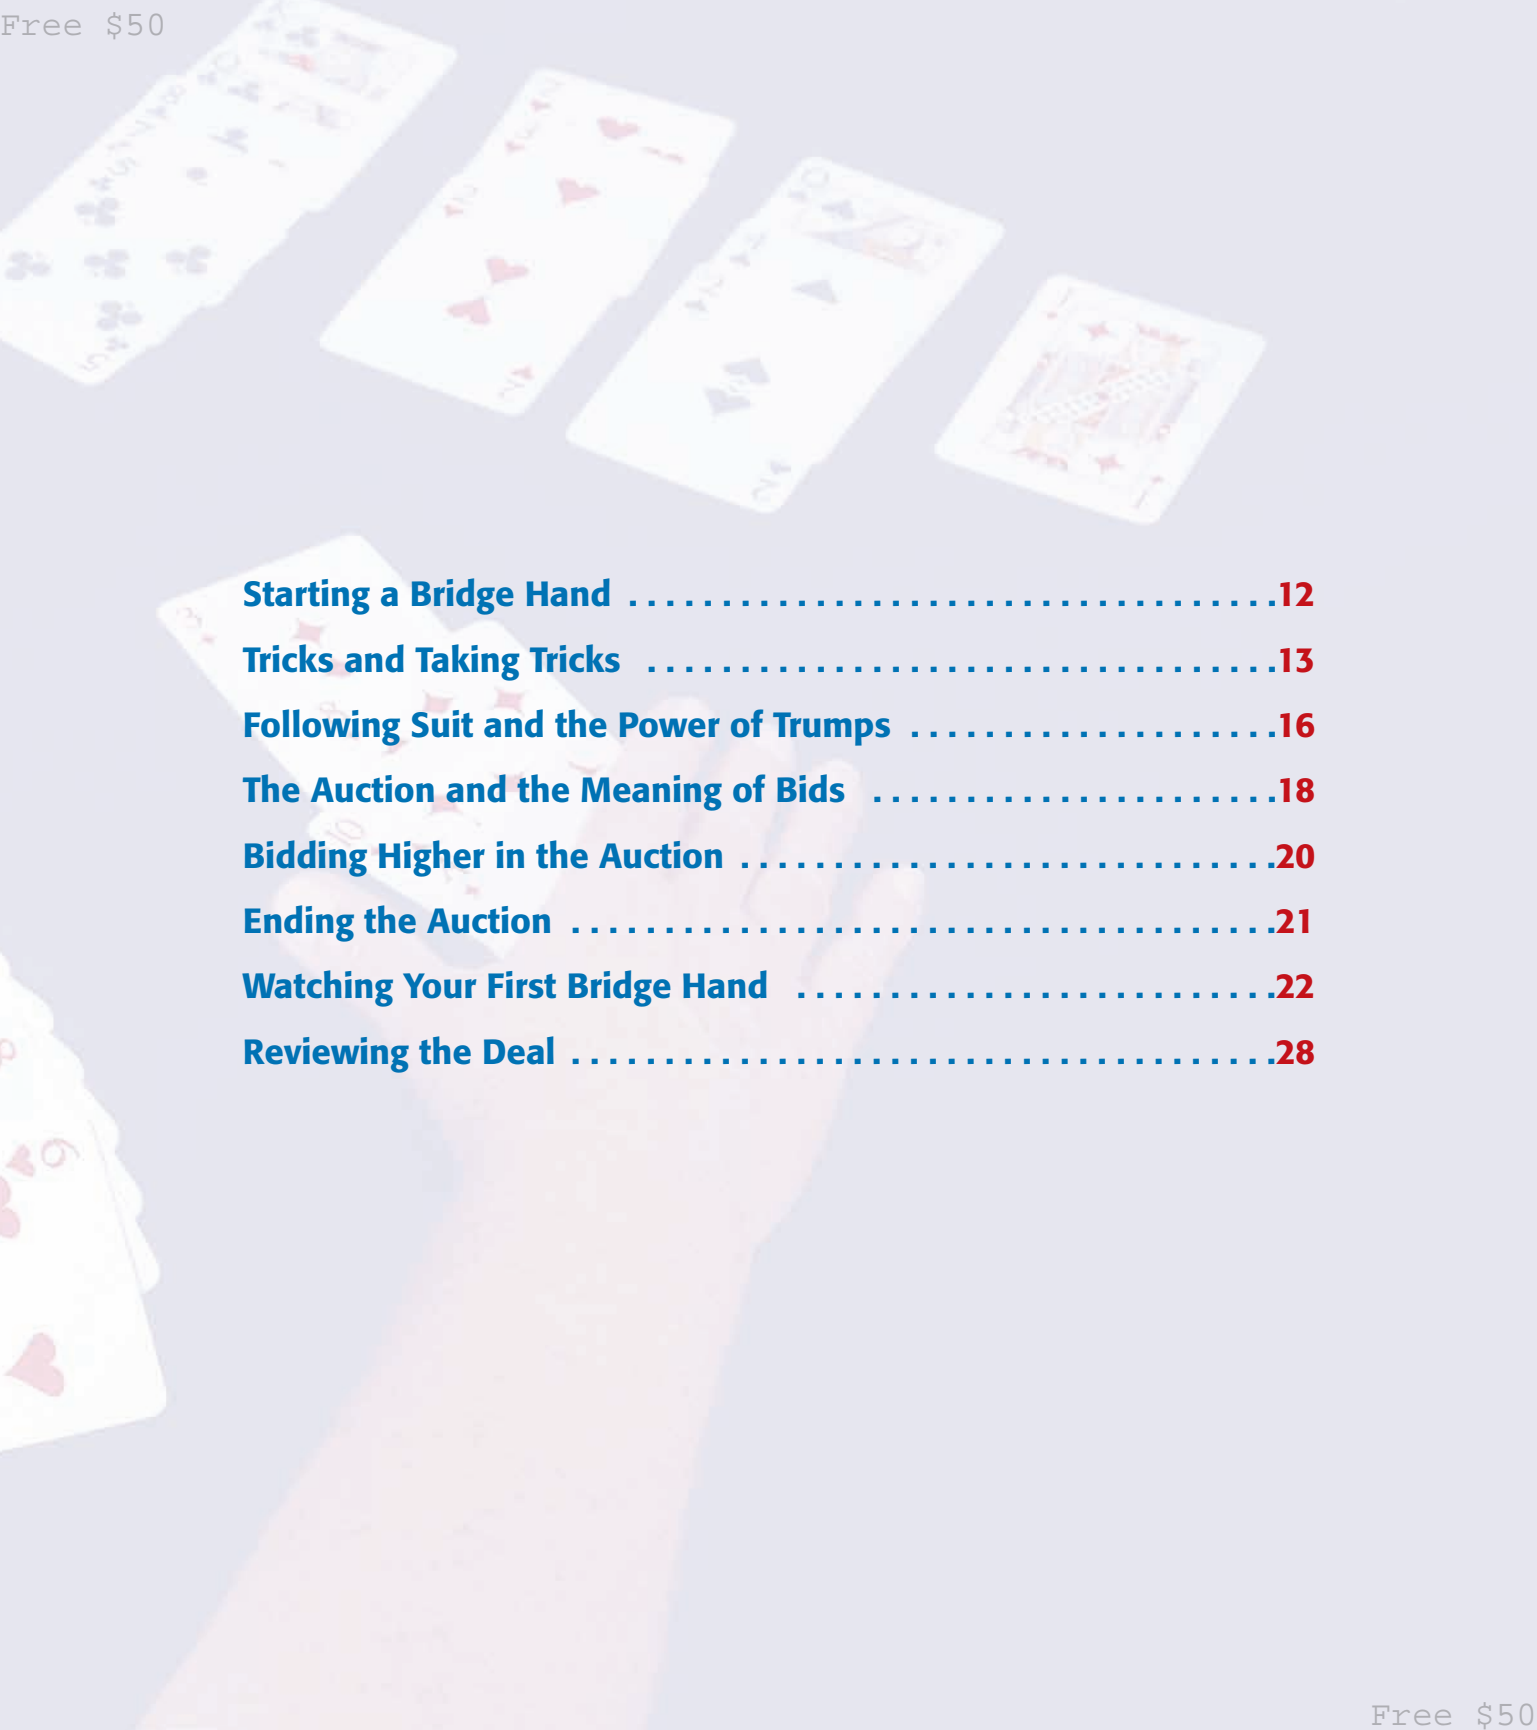 Free $50
Starting a Bridge Hand . . . . . . . . . . . . . . . . . . . . . . . . . . . . . . . . . . .12
Tricks and Taking Tricks . . . . . . . . . . . . . . . . . . . . . . . . . . . . . . . . . .13
Following Suit and the Power of Trumps . . . . . . . . . . . . . . . . . . . .16
The Auction and the Meaning of Bids . . . . . . . . . . . . . . . . . . . . . .18
Bidding Higher in the Auction . . . . . . . . . . . . . . . . . . . . . . . . . . . . .20
Ending the Auction . . . . . . . . . . . . . . . . . . . . . . . . . . . . . . . . . . . . . .21
Watching Your First Bridge Hand . . . . . . . . . . . . . . . . . . . . . . . . . .22
Reviewing the Deal . . . . . . . . . . . . . . . . . . . . . . . . . . . . . . . . . . . . . .28
Free $50